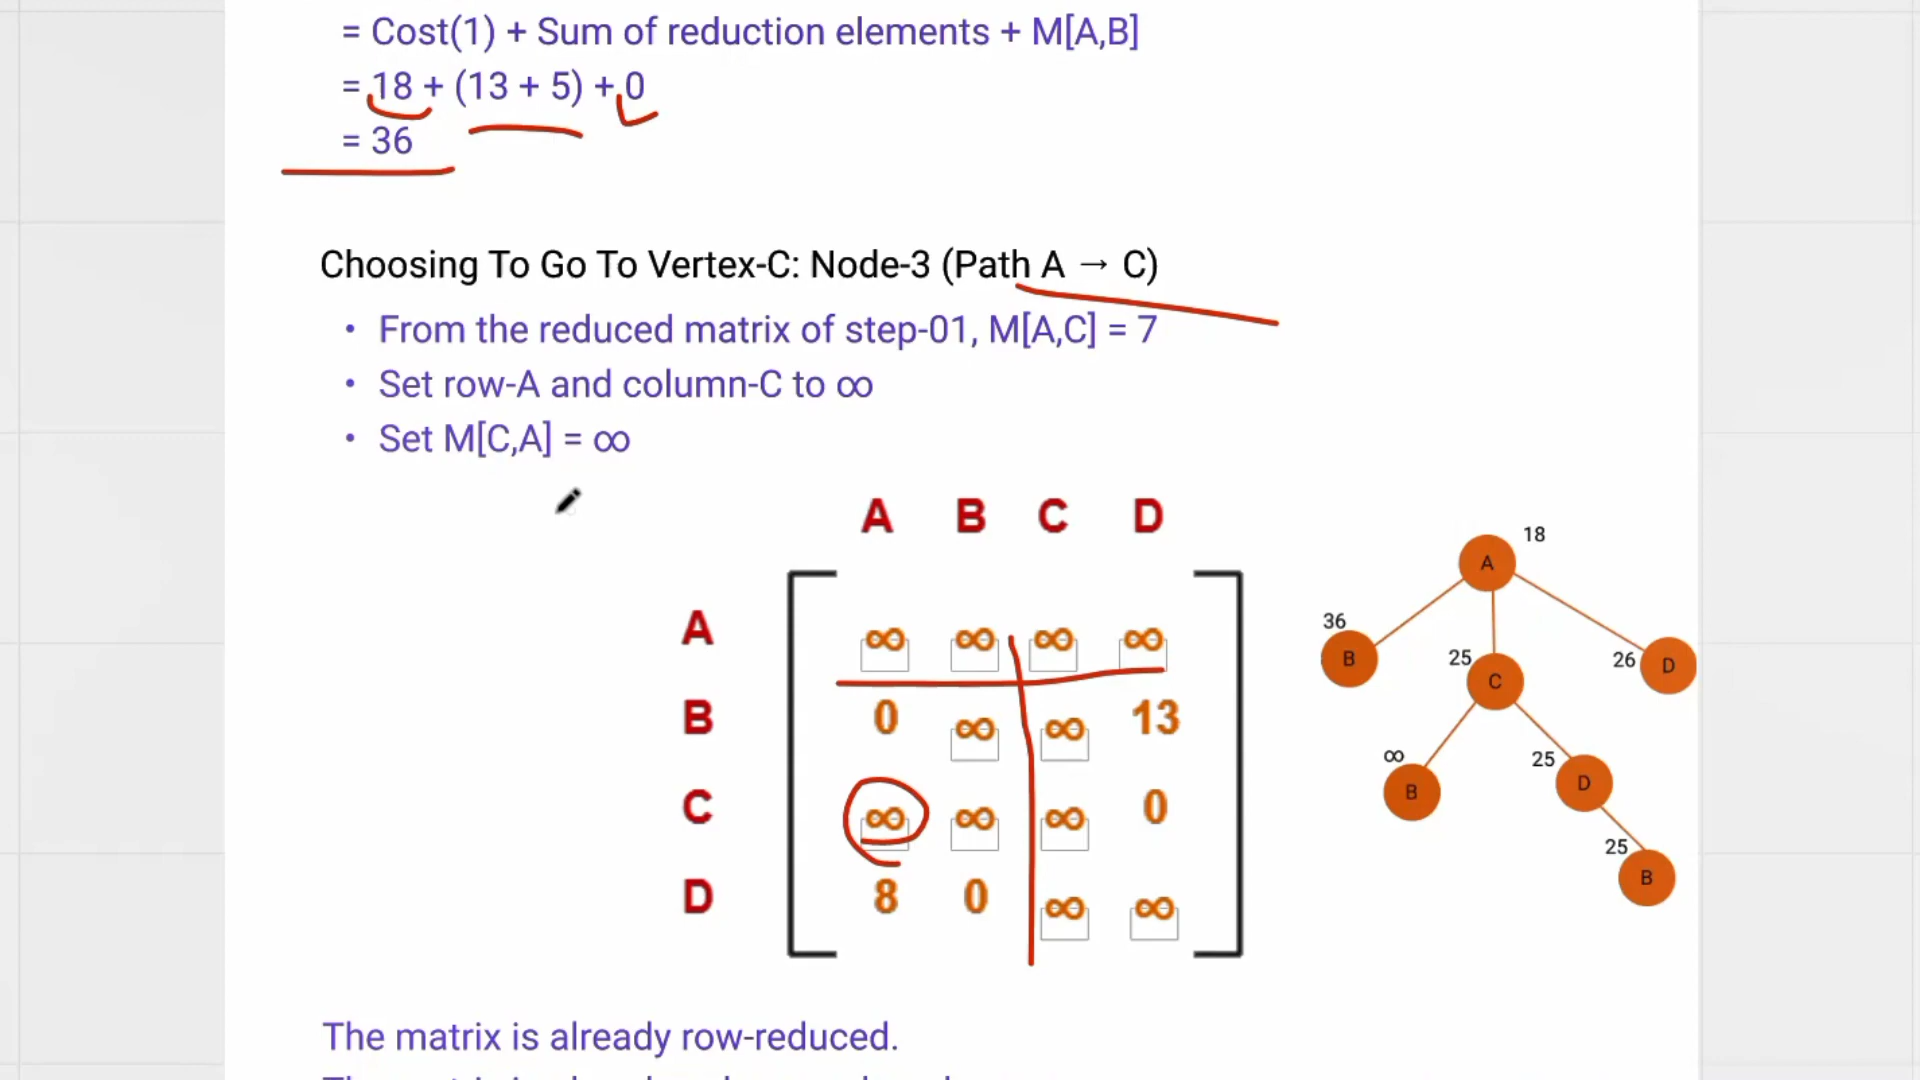 = Cost(1) + Sum of reduction elements + M[A,B]
= 18 + (13 + 5) + 0
= 36
Choosing To Go To Vertex-C: Node-3 (Path A → C)
• From the reduced matrix of step-01, M[A,C] = 7
• Set row-A and column-C to ∞
• Set M[C,A] = ∞
A B C D
A ∞ ∞ ∞ ∞
B 0 ∞ ∞ 13
C ∞ ∞ ∞ 0
D 8 0 ∞ ∞
18
A
36
B
25
C
26
D
∞
B
25
D
25
B
The matrix is already row-reduced.